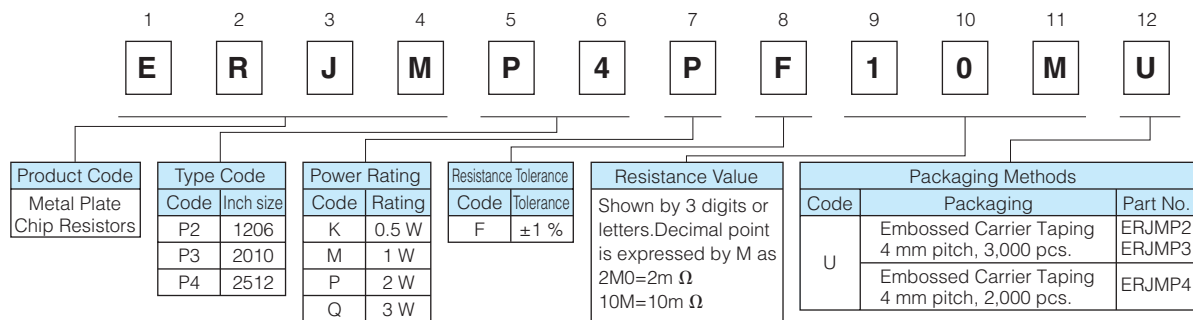 1 2 3 4 5 6 7 8 9 10 11 12
E R J M P 4 P F 1 0 M U
Product Code
Metal Plate
Chip Resistors
Type Code
Code Inch size
P2 1206
P3 2010
P4 2512
Power Rating
Code Rating
K 0.5 W
M 1 W
P 2 W
Q 3 W
Resistance Tolerance
Code Tolerance
F ±1 %
Resistance Value
Shown by 3 digits or
letters.Decimal point
is expressed by M as
2M0=2m Ω
10M=10m Ω
Packaging Methods
Code Packaging Part No.
U
Embossed Carrier Taping
4 mm pitch, 3,000 pcs.
ERJMP2
ERJMP3
Embossed Carrier Taping
4 mm pitch, 2,000 pcs.
ERJMP4